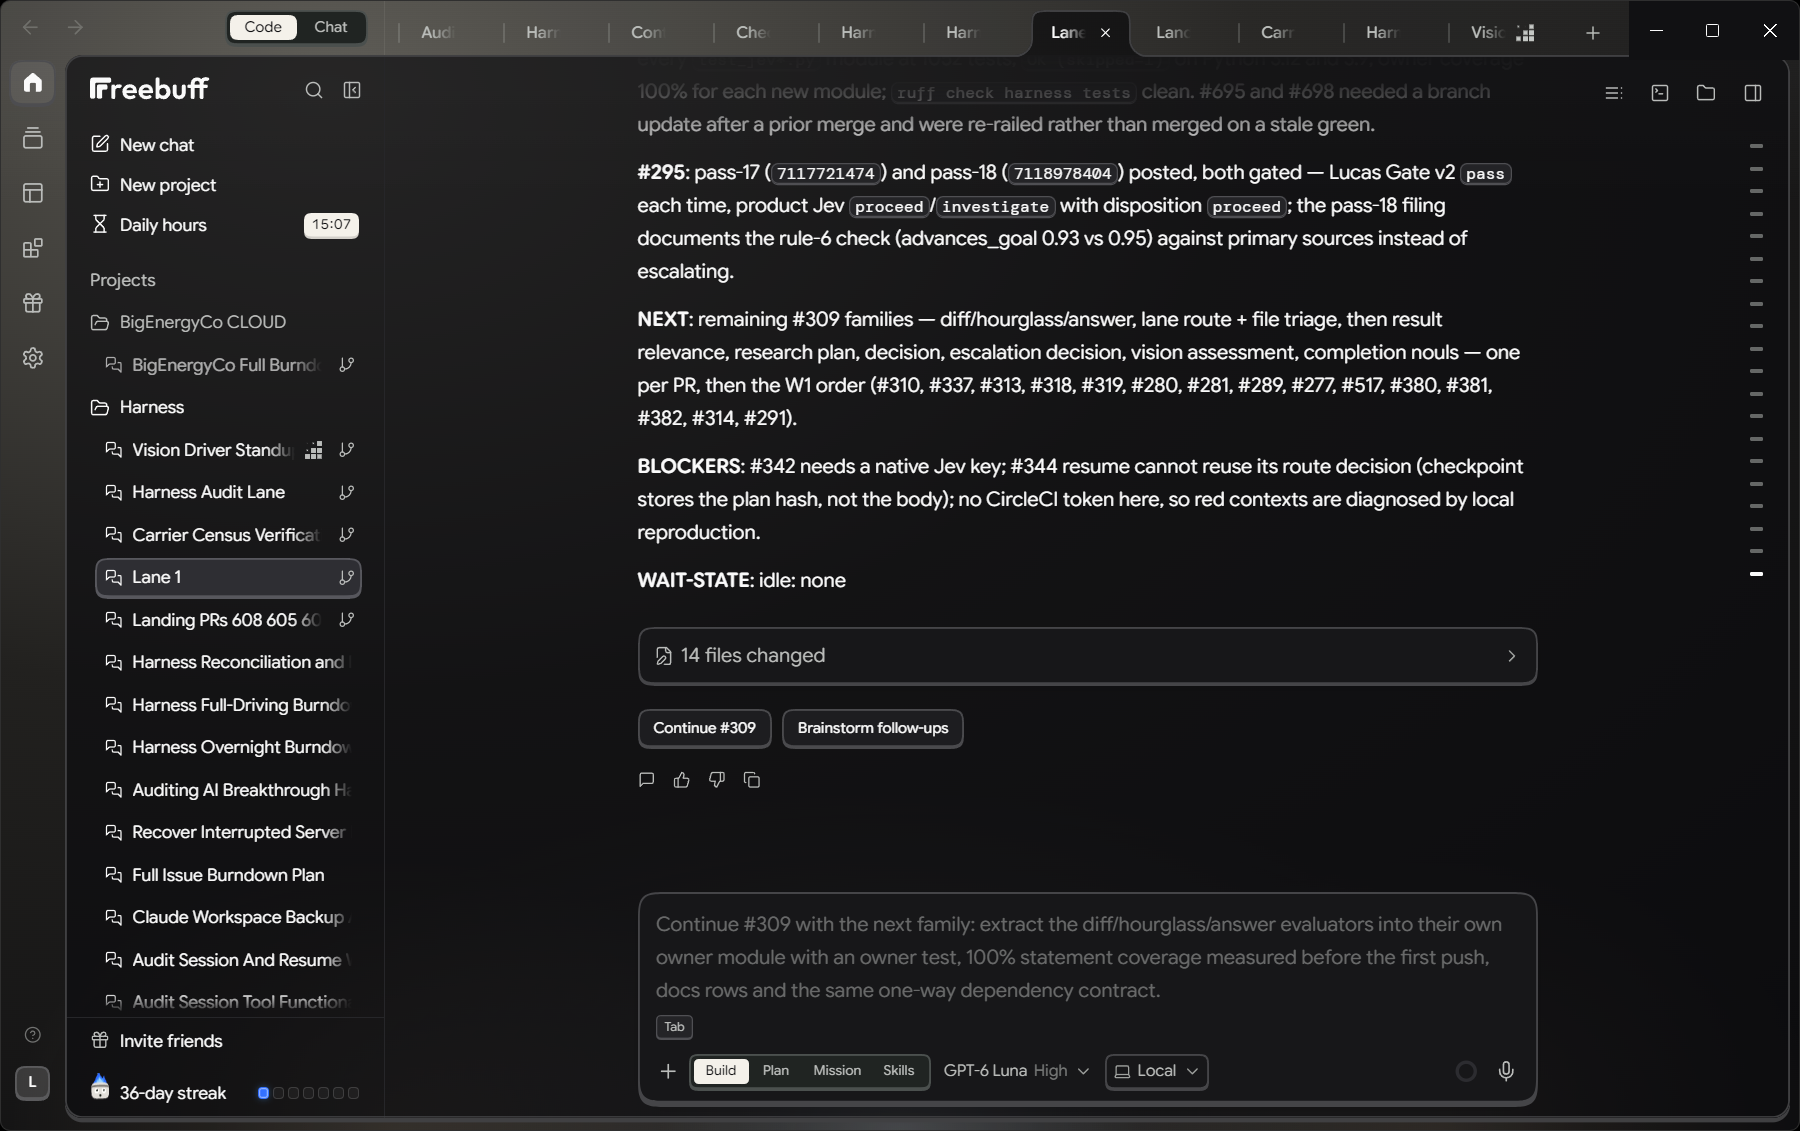 Code
Chat
Audi
Harr
Con
Che
Harr
Harr
Lane
Lanc
Carr
Harr
Visic
Freebuff
New chat
New project
Daily hours
15:07
Projects
BigEnergyCo CLOUD
BigEnergyCo Full Burndo
Harness
Vision Driver Standu
Harness Audit Lane
Carrier Census Verificat
Lane 1
Landing PRs 608 605 60
Harness Reconciliation and
Harness Full-Driving Burndo
Harness Overnight Burndow
Auditing AI Breakthrough Ha
Recover Interrupted Server
Full Issue Burndown Plan
Claude Workspace Backup
Audit Session And Resume
Audit Session Tool Function
Invite friends
L
36-day streak
100% for each new module; ruff check harness tests clean. #695 and #698 needed a branch
update after a prior merge and were re-railed rather than merged on a stale green.
#295: pass-17 (7117721474) and pass-18 (7118978404) posted, both gated — Lucas Gate v2 pass
each time, product Jev proceed/investigate with disposition proceed; the pass-18 filing
documents the rule-6 check (advances_goal 0.93 vs 0.95) against primary sources instead of
escalating.
NEXT: remaining #309 families — diff/hourglass/answer, lane route + file triage, then result
relevance, research plan, decision, escalation decision, vision assessment, completion nouls — one
per PR, then the W1 order (#310, #337, #313, #318, #319, #280, #281, #289, #277, #517, #380, #381,
#382, #314, #291).
BLOCKERS: #342 needs a native Jev key; #344 resume cannot reuse its route decision (checkpoint
stores the plan hash, not the body); no CircleCI token here, so red contexts are diagnosed by local
reproduction.
WAIT-STATE: idle: none
14 files changed
Continue #309
Brainstorm follow-ups
Continue #309 with the next family: extract the diff/hourglass/answer evaluators into their own
owner module with an owner test, 100% statement coverage measured before the first push,
docs rows and the same one-way dependency contract.
Tab
Build
Plan
Mission
Skills
GPT-6 Luna High
Local